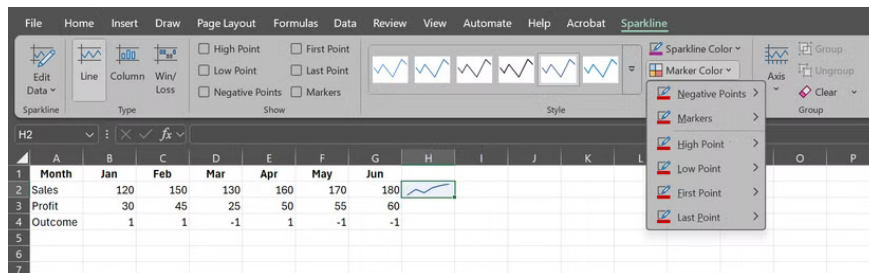 File Home Insert Draw Page Layout Formulas Data Review View Automate Help Acrobat Sparkline
High Point First Point Sparkline Color Group
Low Point Last Point Marker Color Ungroup
Edit Data Line Column Win/Loss Negative Points Markers Axis Clear
Sparkline Type Show Style Group
Negative Points
Markers
High Point
Low Point
First Point
Last Point
H2 fx
A B C D E F G H I J K L O P
1 Month Jan Feb Mar Apr May Jun
2 Sales 120 150 130 160 170 180
3 Profit 30 45 25 50 55 60
4 Outcome 1 1 -1 1 -1 -1
5
6
7